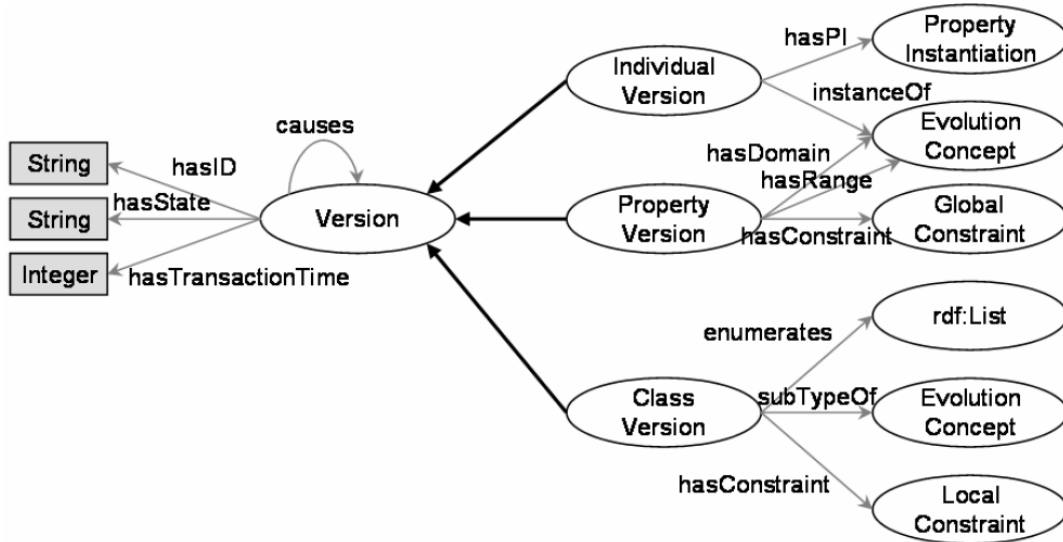 Property
Instantiation
hasPI
Individual
Version
instanceOf
causes
Evolution
Concept
String
hasID
hasDomain
hasRange
String
hasState
Version
Property
Version
Global
Constraint
hasConstraint
Integer
hasTransactionTime
rdf:List
enumerates
Class
Version
subTypeOf
Evolution
Concept
hasConstraint
Local
Constraint